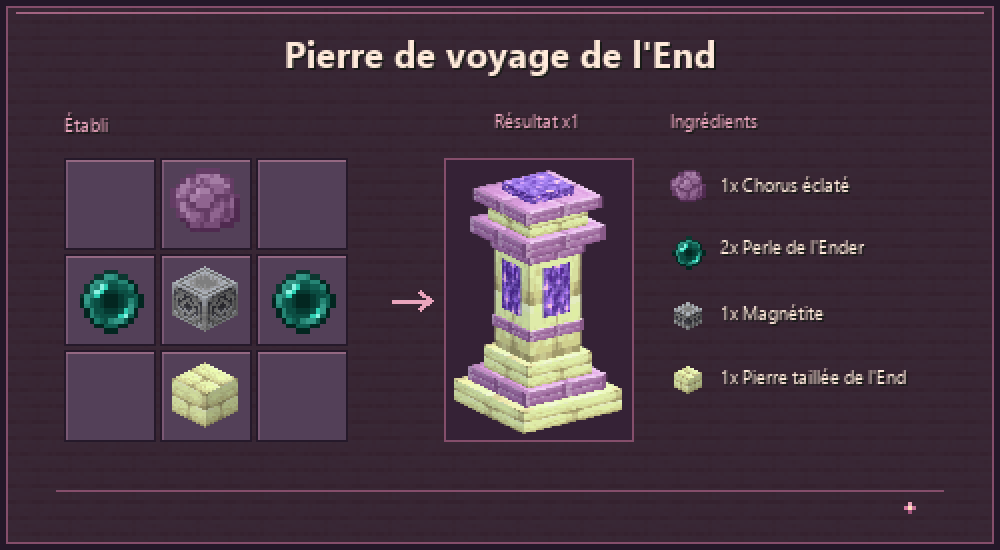 Pierre de voyage de l'End
Établi
Résultat x1
Ingrédients
1x Chorus éclaté
2x Perle de l'Ender
1x Magnétite
1x Pierre taillée de l'End